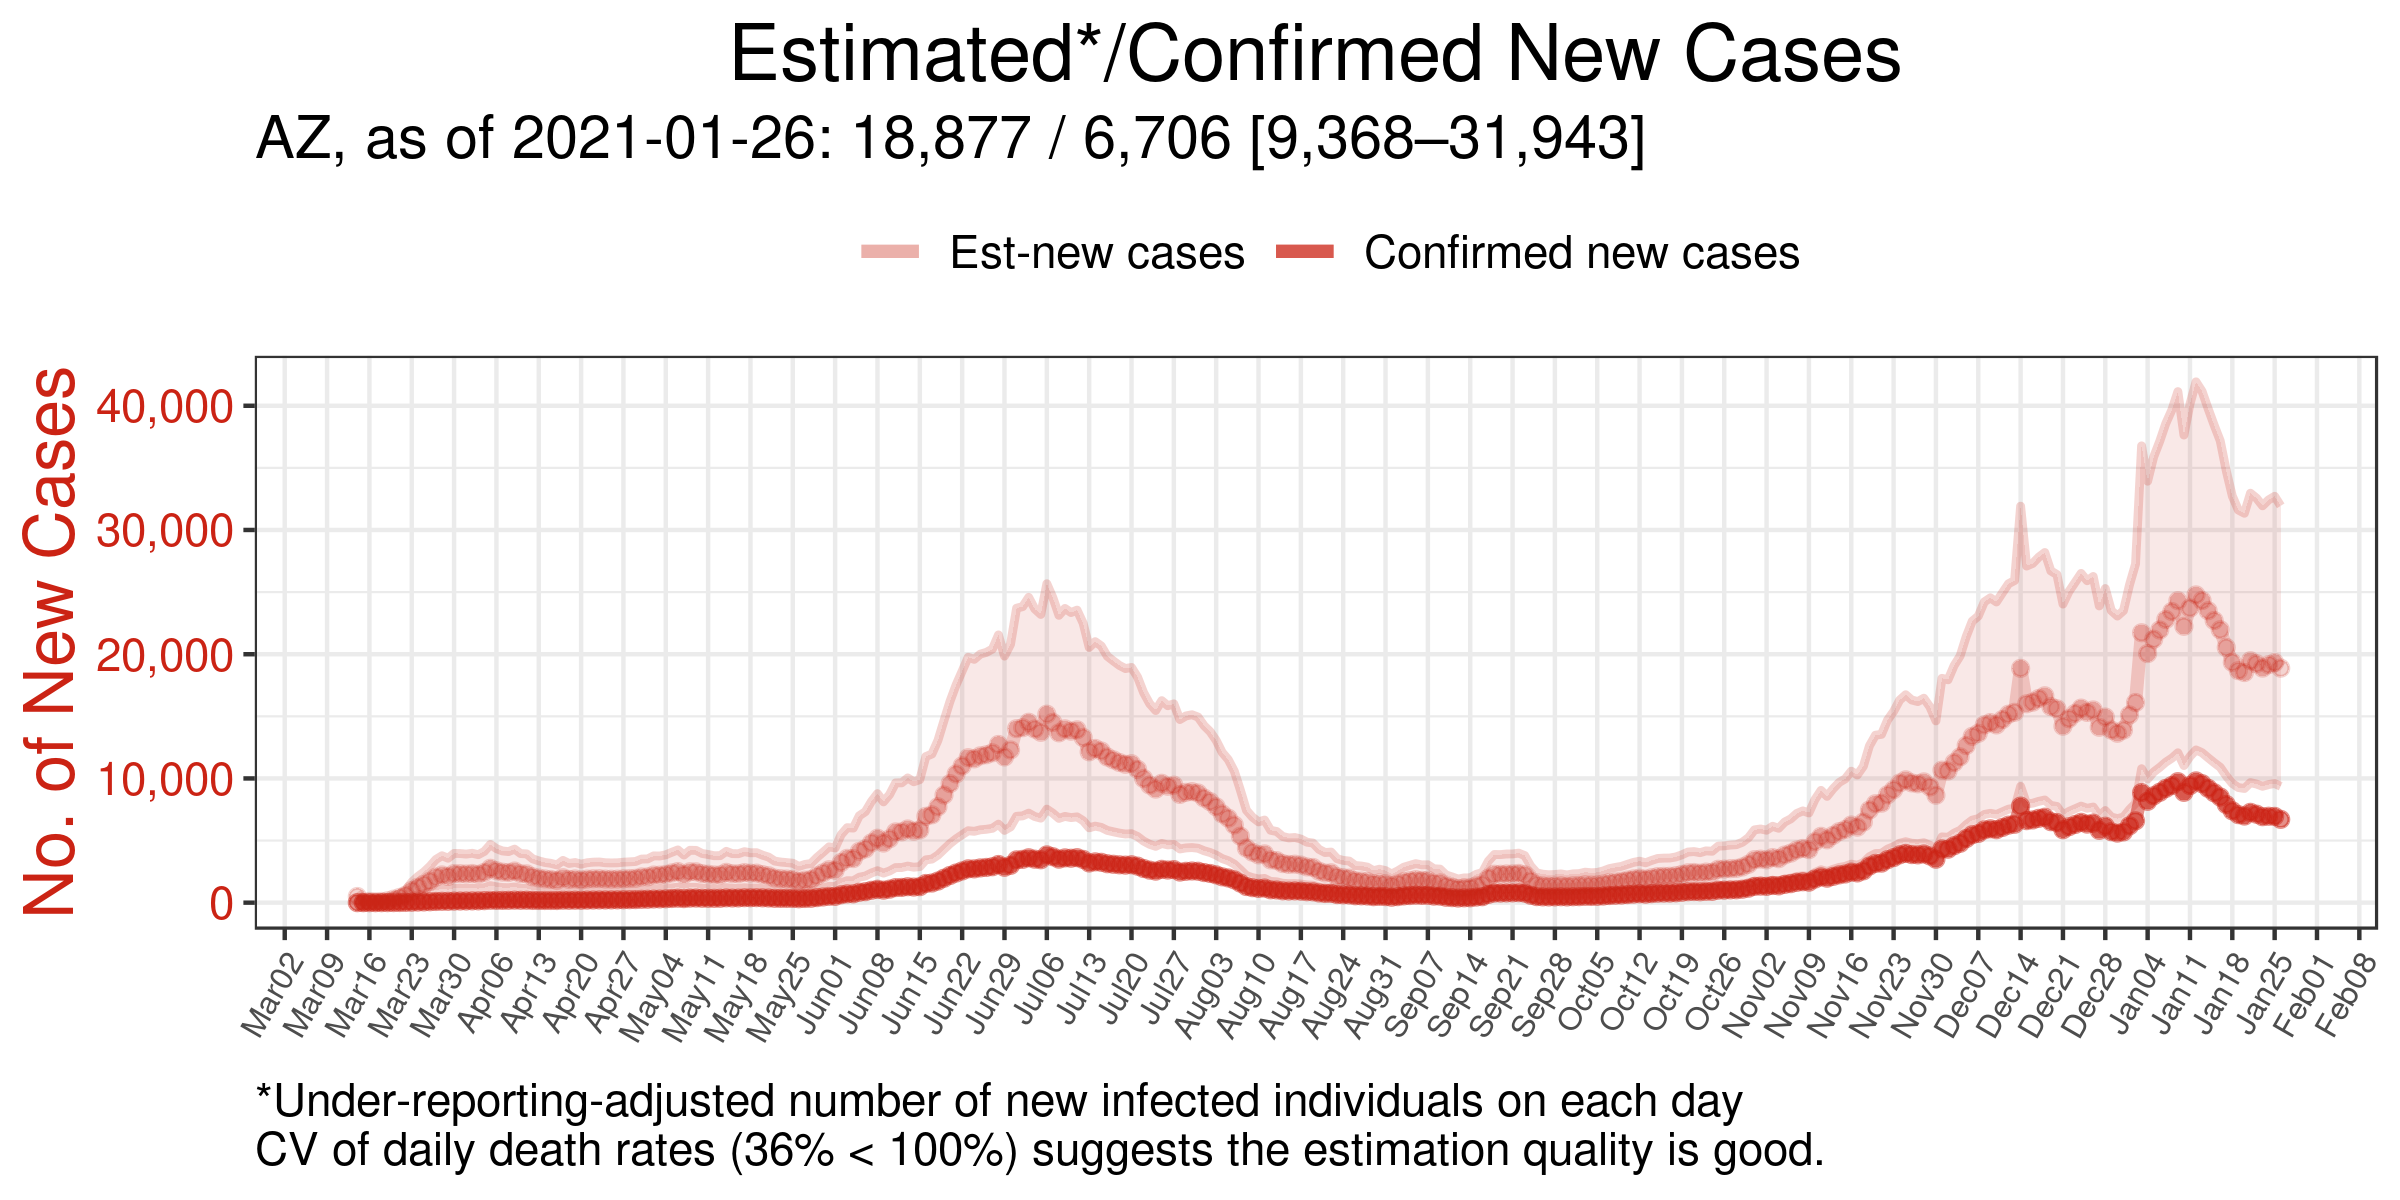 Estimated*/Confirmed New Cases
AZ, as of 2021-01-26: 18,877 / 6,706 [9,368–31,943]
Est-new cases Confirmed new cases
No. of New Cases
40,000
30,000
20,000
10,000
0
Mar02 Mar09 Mar16 Mar23 Mar30 Apr06 Apr13 Apr20 Apr27 May04 May11 May18 May25 Jun01 Jun08 Jun15 Jun22 Jun29 Jul06 Jul13 Jul20 Jul27 Aug03 Aug10 Aug17 Aug24 Aug31 Sep07 Sep14 Sep21 Sep28 Oct05 Oct12 Oct19 Oct26 Nov02 Nov09 Nov16 Nov23 Nov30 Dec07 Dec14 Dec21 Dec28 Jan04 Jan11 Jan18 Jan25 Feb01 Feb08
*Under-reporting-adjusted number of new infected individuals on each day
CV of daily death rates (36% < 100%) suggests the estimation quality is good.